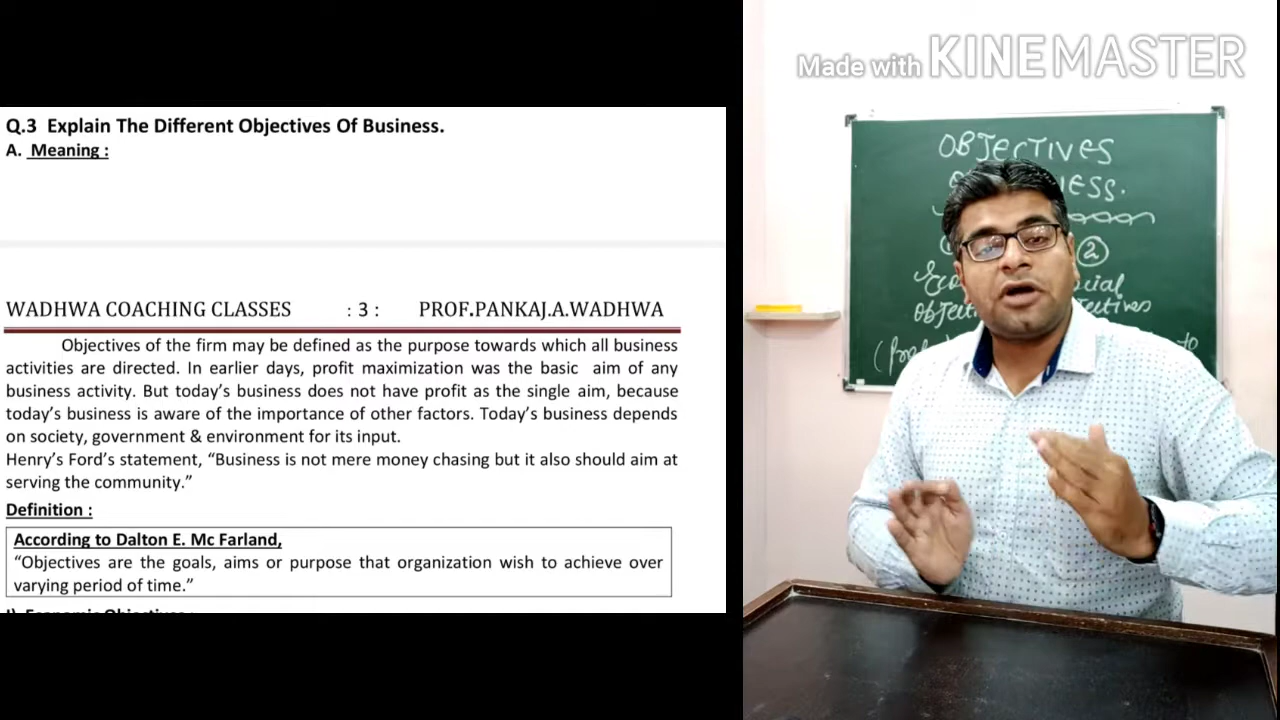 Q.3 Explain The Different Objectives Of Business.
A. Meaning :
WADHWA COACHING CLASSES : 3 : PROF.PANKAJ.A.WADHWA
Objectives of the firm may be defined as the purpose towards which all business
activities are directed. In earlier days, profit maximization was the basic aim of any
business activity. But today's business does not have profit as the single aim, because
today's business is aware of the importance of other factors. Today's business depends
on society, government & environment for its input.
Henry's Ford's statement, “Business is not mere money chasing but it also should aim at
serving the community.”
Definition :
According to Dalton E. Mc Farland,
“Objectives are the goals, aims or purpose that organization wish to achieve over
varying period of time.”
I). Economic Objectives :
Made with KINEMASTER
OBJECTIVES
②
to